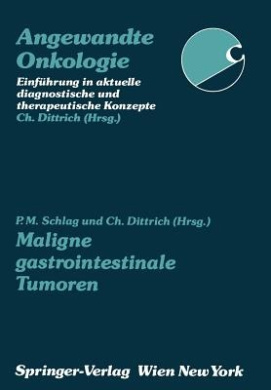 Angewandte
Onkologie
Einführung in aktuelle
diagnostische und
therapeutische Konzepte
Ch. Dittrich (Hrsg.)
P.M. Schlag und Ch. Dittrich (Hrsg.)
Maligne
gastrointestinale
Tumoren
Springer-Verlag Wien New York